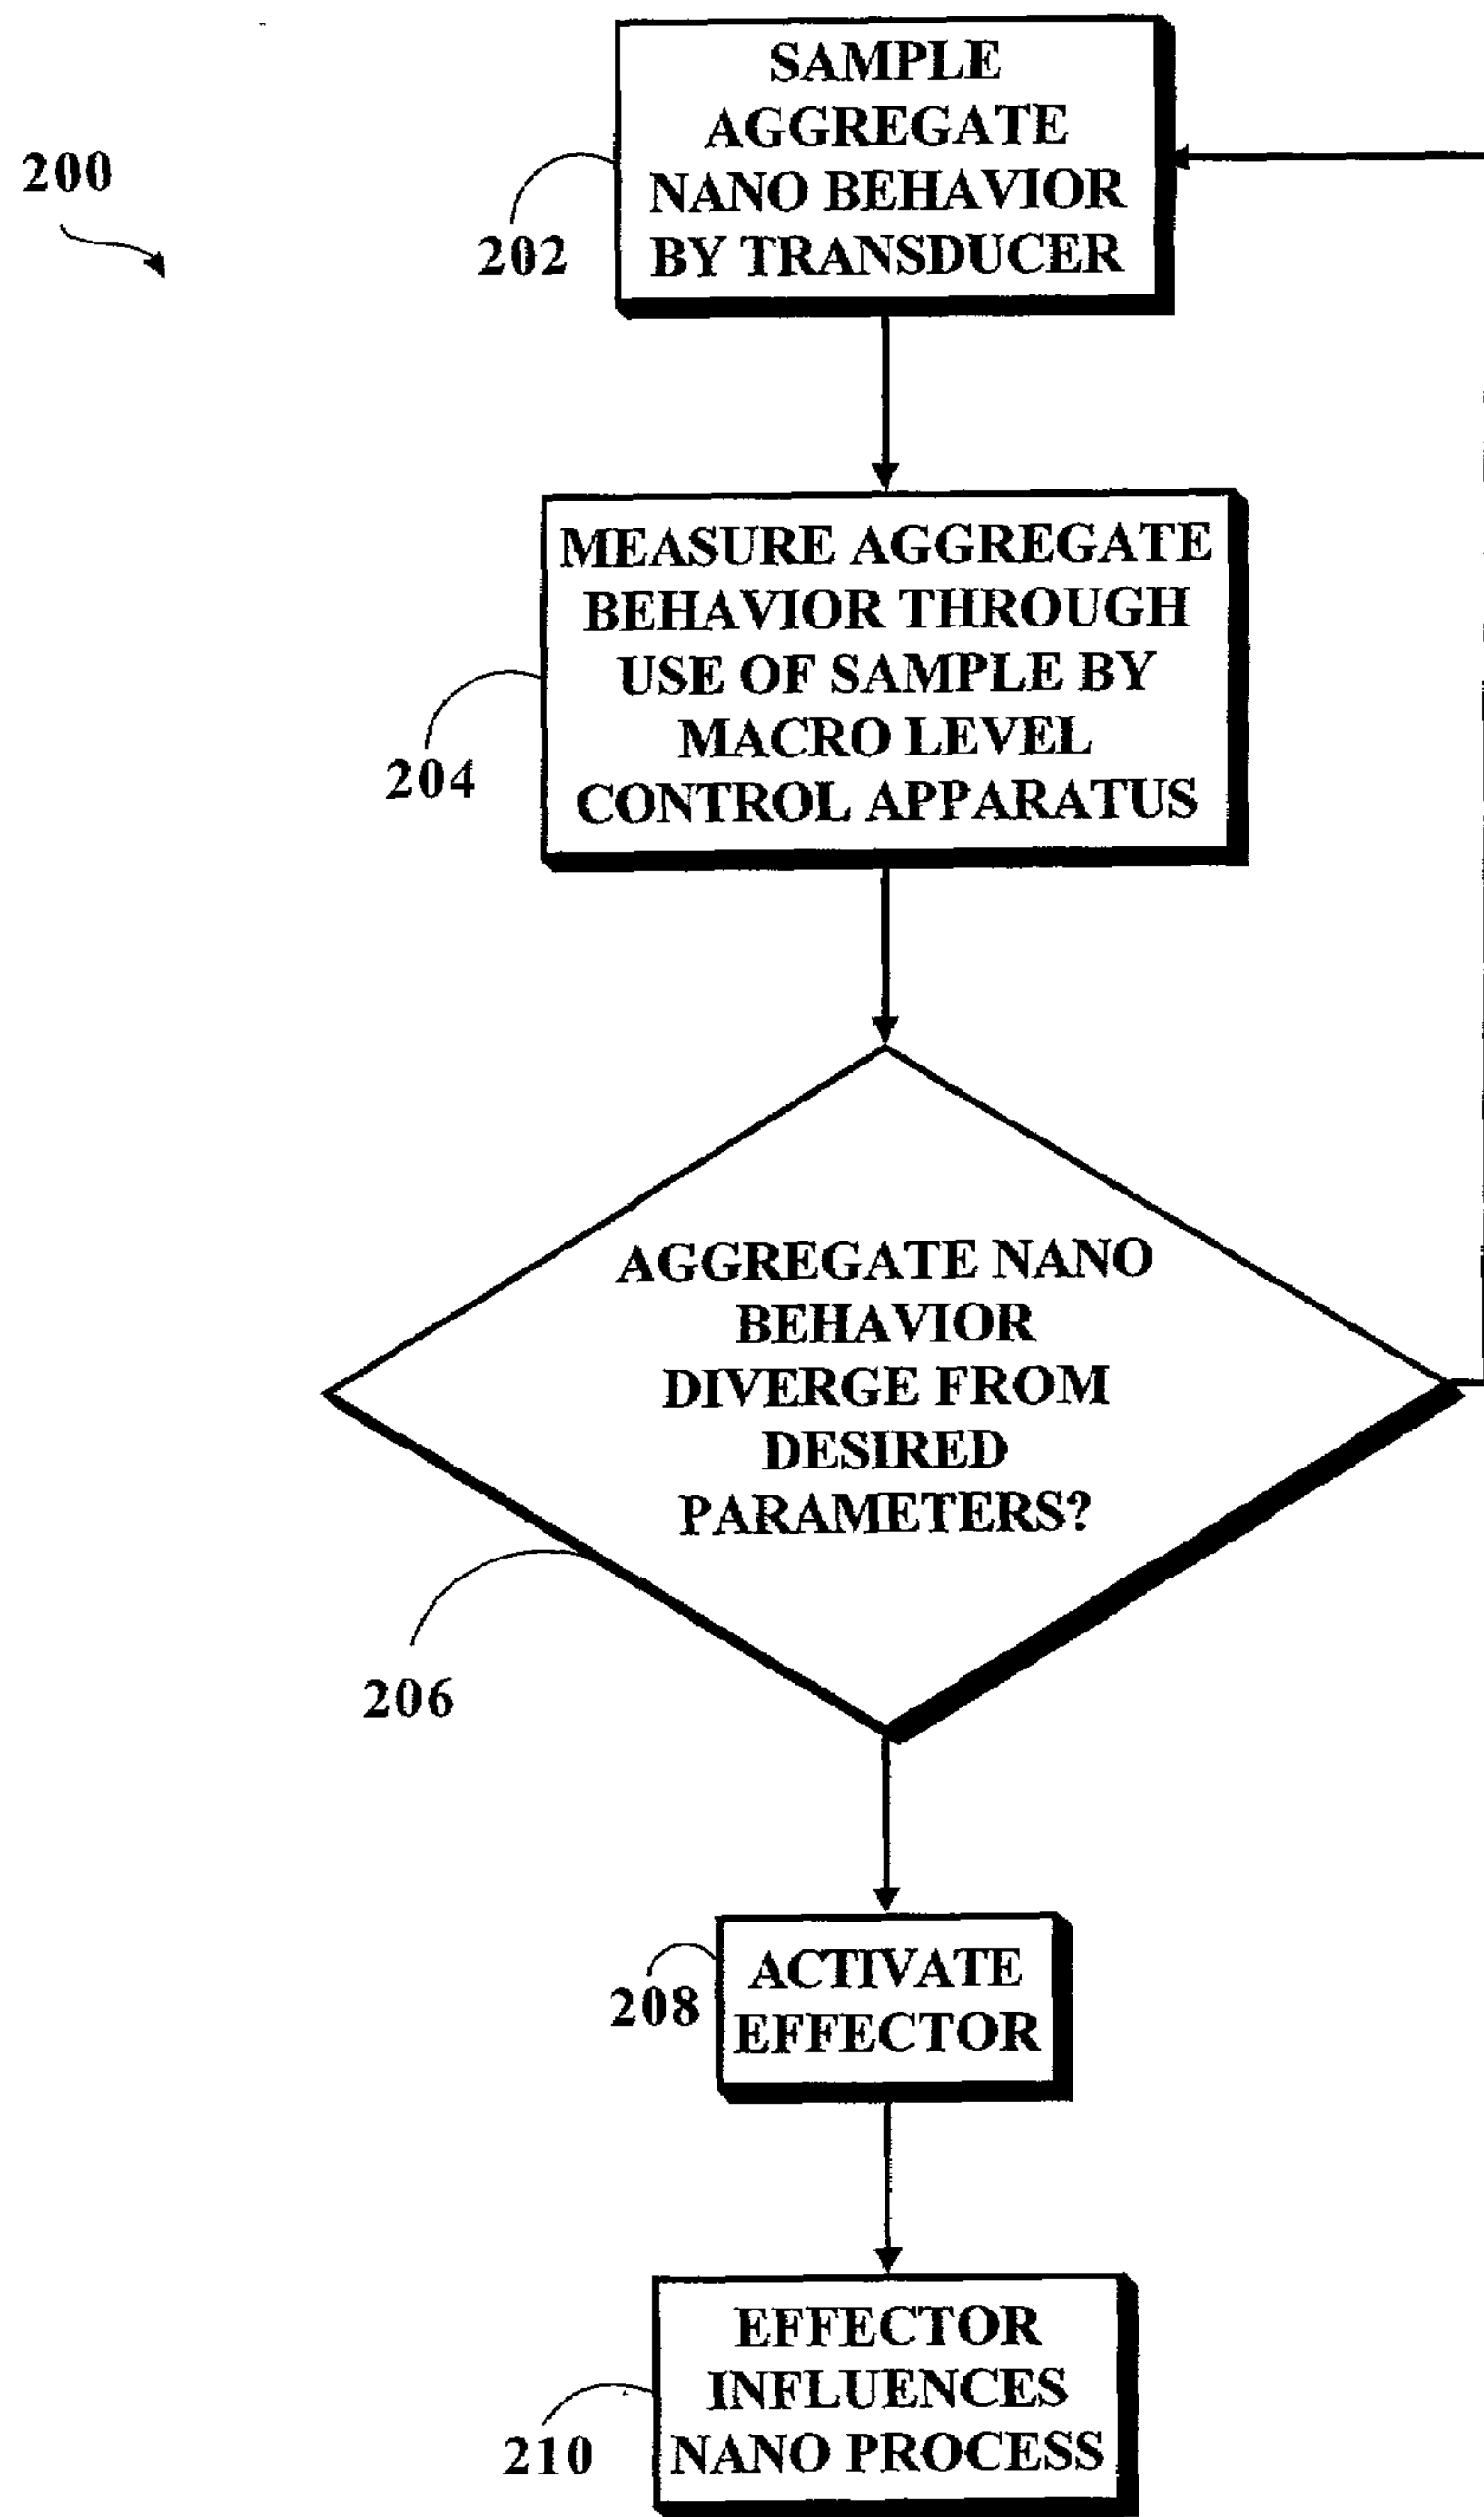 SAMPLE
AGGREGATE
NANO BEHAVIOR
BY TRANSDUCER
200
202
MEASURE AGGREGATE
BEHAVIOR THROUGH
USE OF SAMPLE BY
MACRO LEVEL
CONTROL APPARATUS
204
AGGREGATE NANO
BEHAVIOR
DIVERGE FROM
DESIRED
PARAMETERS?
206
ACTIVATE
EFFECTOR
208
EFFECTOR
INFLUENCES
NANO PROCESS
210